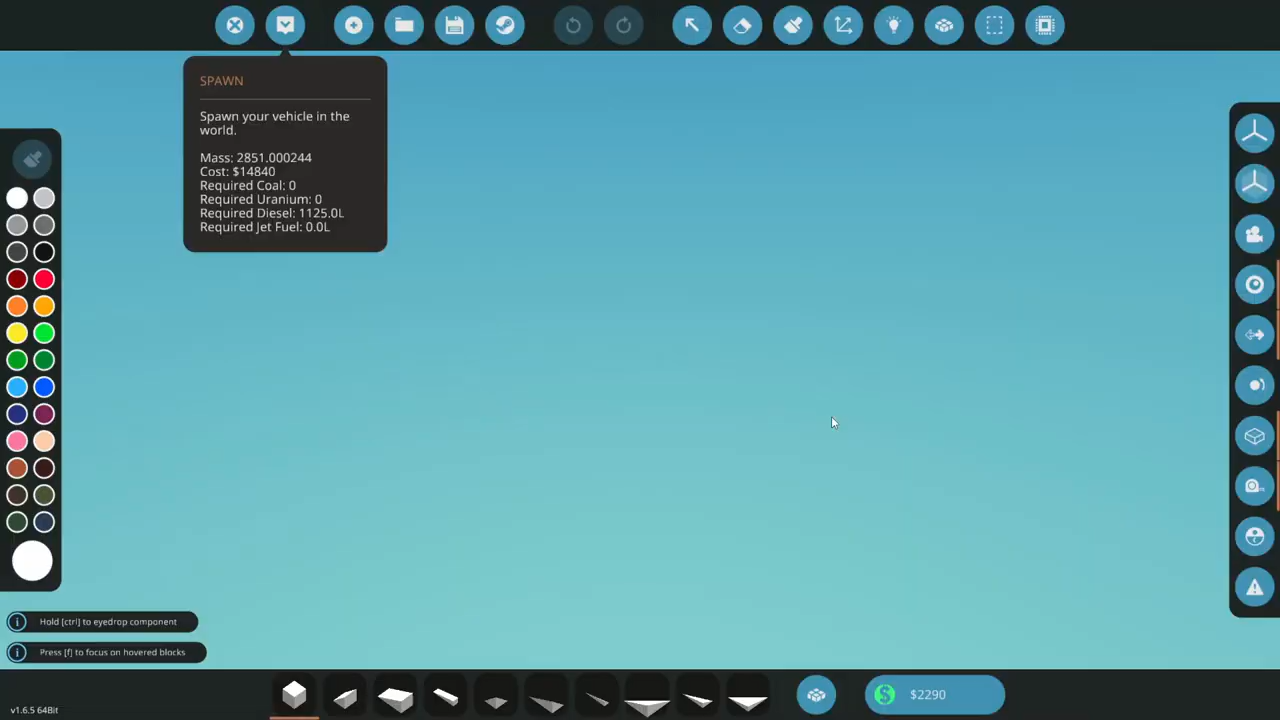 SPAWN
Spawn your vehicle in the
world.
Mass: 2851.000244
Cost: $14840
Required Coal: 0
Required Uranium: 0
Required Diesel: 1125.0L
Required Jet Fuel: 0.0L
Hold [ctrl] to eyedrop component
Press [f] to focus on hovered blocks
$2290
v1.6.5 64Bit